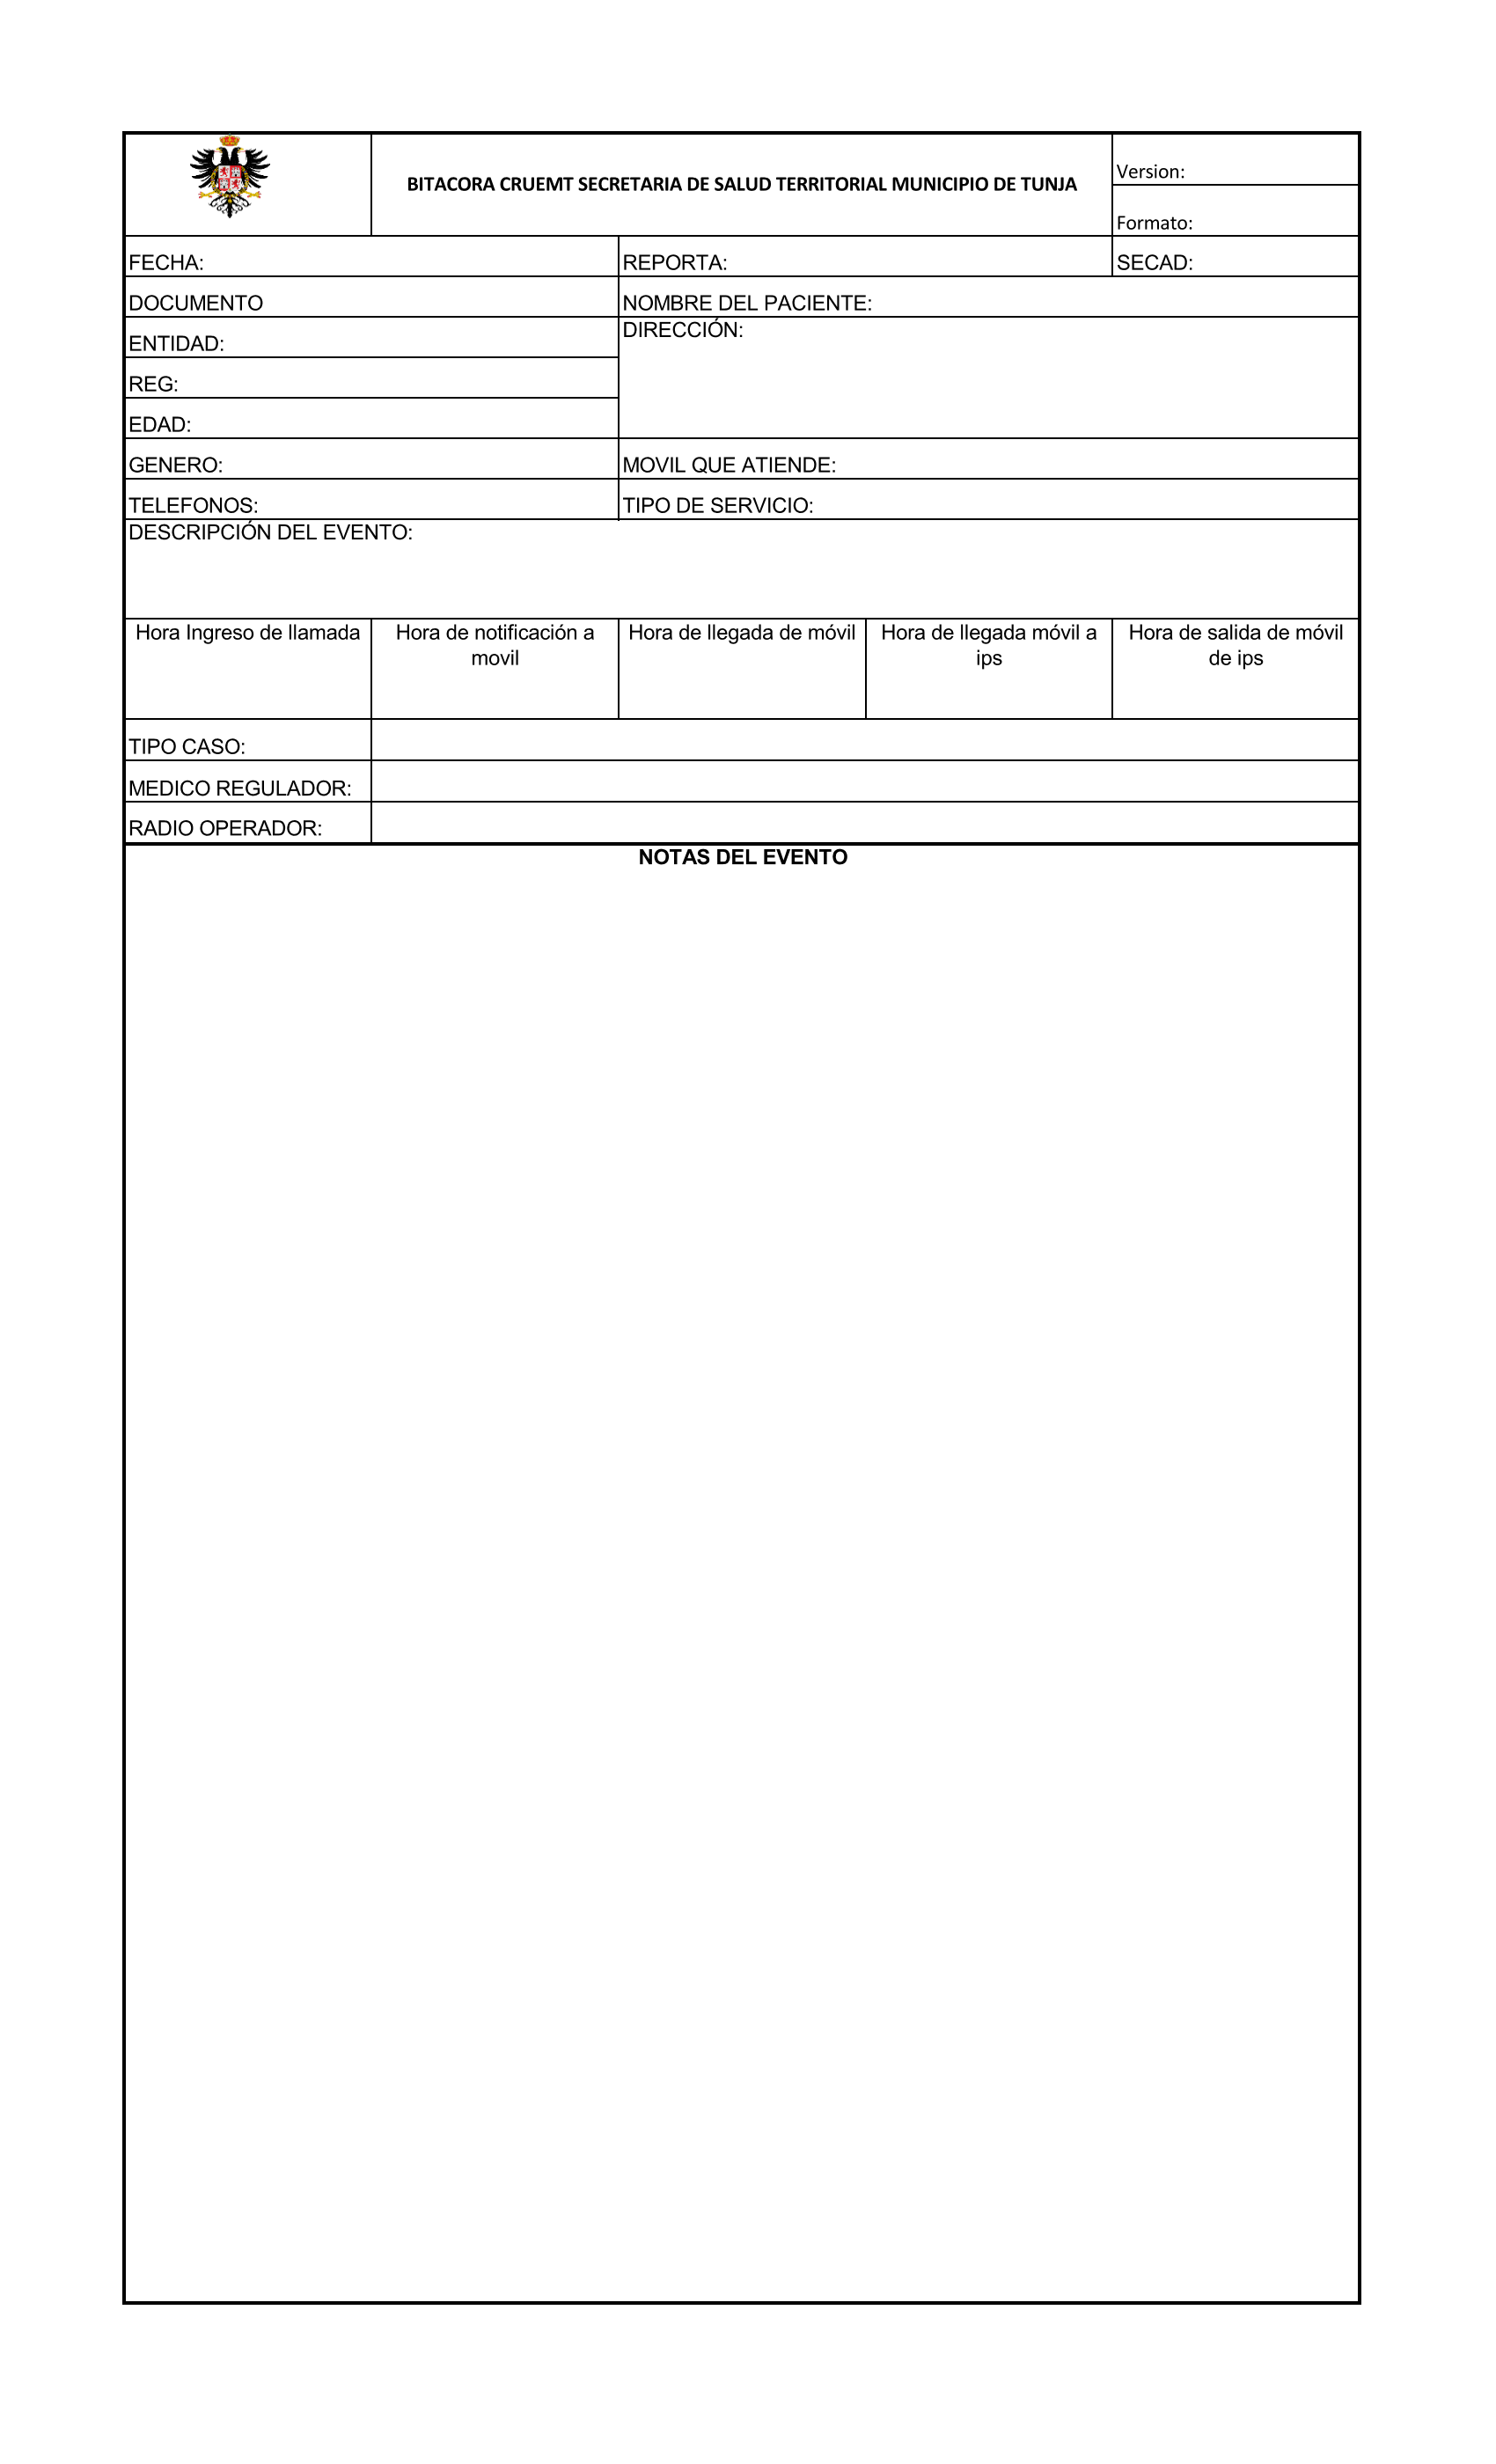 BITACORA CRUEMT SECRETARIA DE SALUD TERRITORIAL MUNICIPIO DE TUNJA
Version:
Formato:
FECHA:
REPORTA:
SECAD:
DOCUMENTO
NOMBRE DEL PACIENTE:
ENTIDAD:
DIRECCIÓN:
REG:
EDAD:
GENERO:
MOVIL QUE ATIENDE:
TELEFONOS:
TIPO DE SERVICIO:
DESCRIPCIÓN DEL EVENTO:
Hora Ingreso de llamada
Hora de notificación a
movil
Hora de llegada de móvil
Hora de llegada móvil a
ips
Hora de salida de móvil
de ips
TIPO CASO:
MEDICO REGULADOR:
RADIO OPERADOR:
NOTAS DEL EVENTO